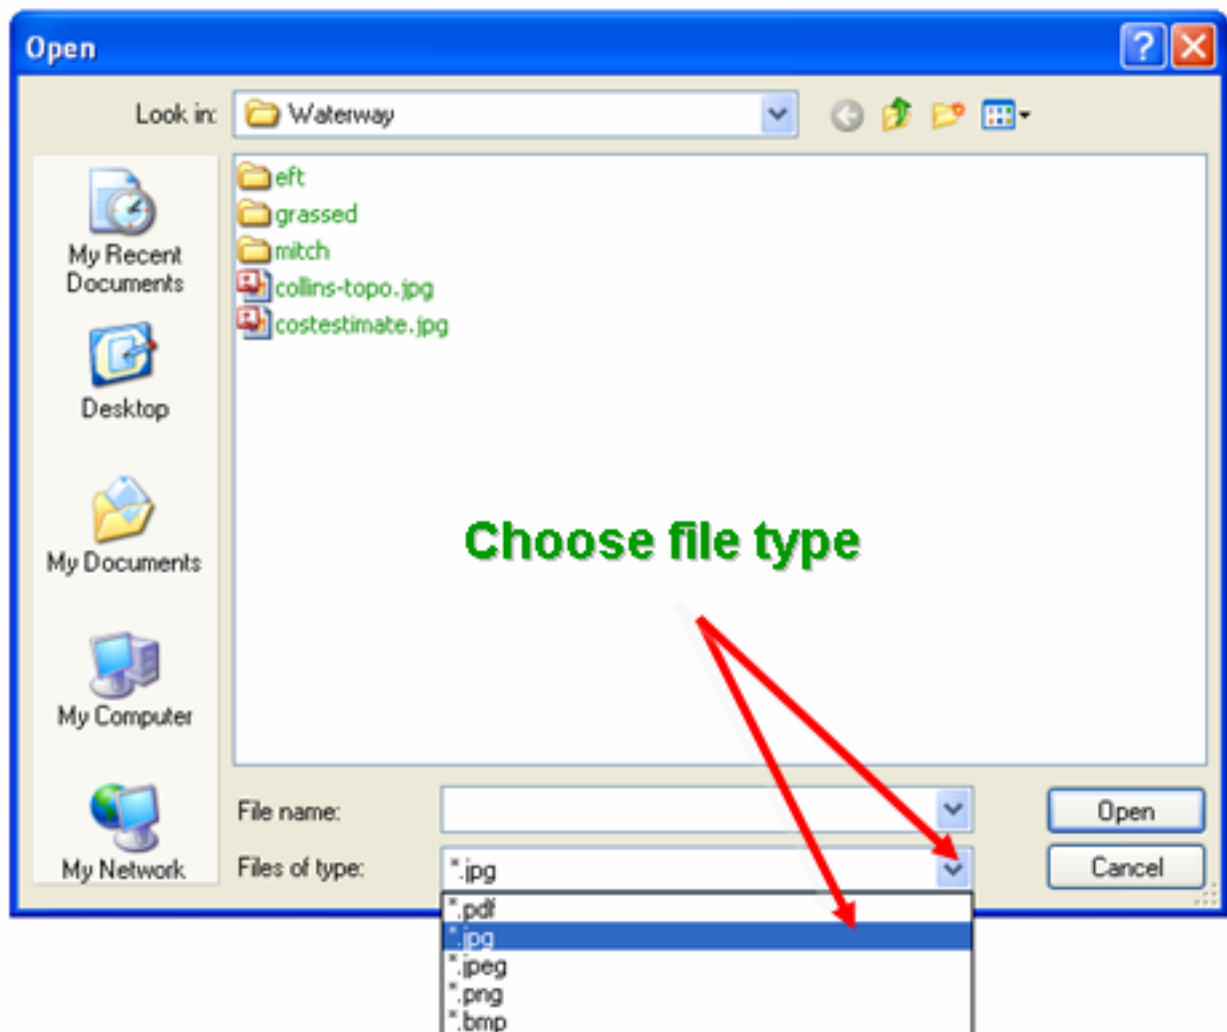 Open
Look in: Waterway
eft
grassed
mitch
collins-topo.jpg
costestimate.jpg
My Recent
Documents
Desktop
My Documents
My Computer
My Network
Choose file type
File name:
Open
Files of type: *.jpg
Cancel
*.pdf
*.jpg
*.jpeg
*.png
*.bmp